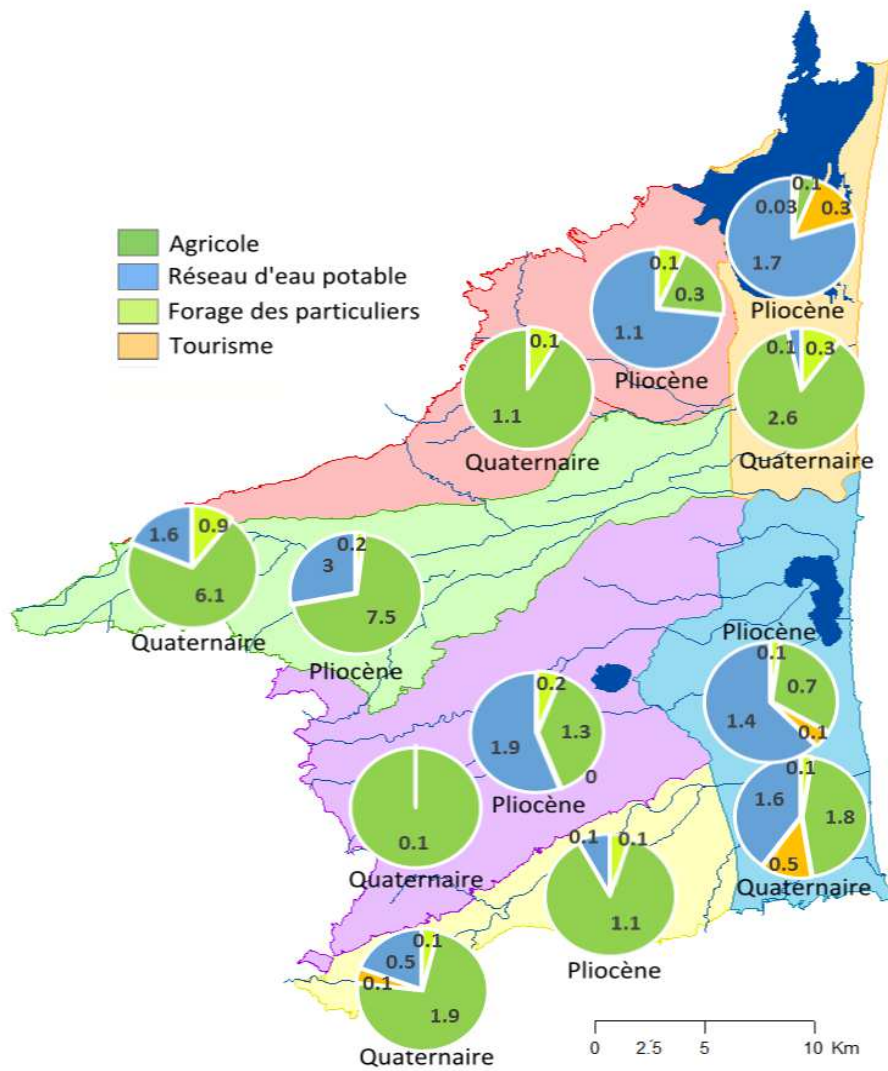 Agricole
Réseau d'eau potable
Forage des particuliers
Tourisme
0.03
0.1
0.3
1.7
Pliocène
0.1
0.3
1.1
Pliocène
0.1
1.1
Quaternaire
0.1
0.3
2.6
Quaternaire
1.6
0.9
6.1
Quaternaire
0.2
3
7.5
Pliocène
Pliocène
0.1
0.7
1.4
0.1
0.2
1.9
1.3
0
Pliocène
0.1
Quaternaire
0.1
1.6
1.8
0.5
Quaternaire
0.1
0.1
1.1
Pliocène
0.1
0.5
0.1
1.9
Quaternaire
0 2.5 5 10 Km